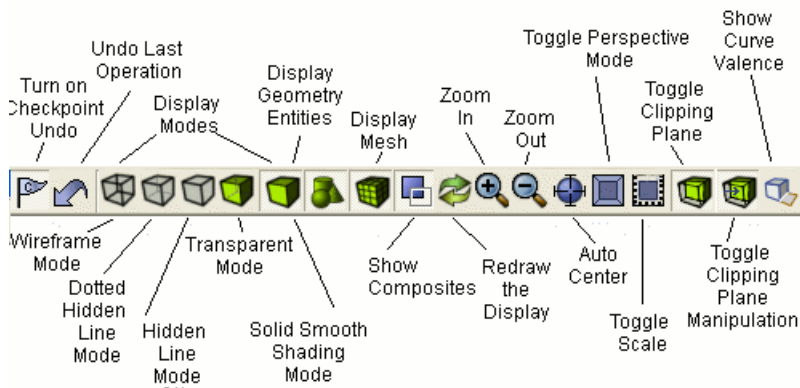 Show
Curve
Valence
Undo Last
Operation
Toggle Perspective
Mode
Display
Geometry
Entities
Turn on
Checkpoint
Undo
Display
Modes
Toggle
Clipping
Plane
Zoom
In
Display
Mesh
Zoom
Out
C
Wireframe
Mode
Transparent
Mode
Auto
Center
Toggle
Clipping
Plane
Manipulation
Show
Composites
Redraw
the
Display
Dotted
Hidden
Line
Mode
Hidden
Line
Mode
Solid Smooth
Shading
Mode
Toggle
Scale